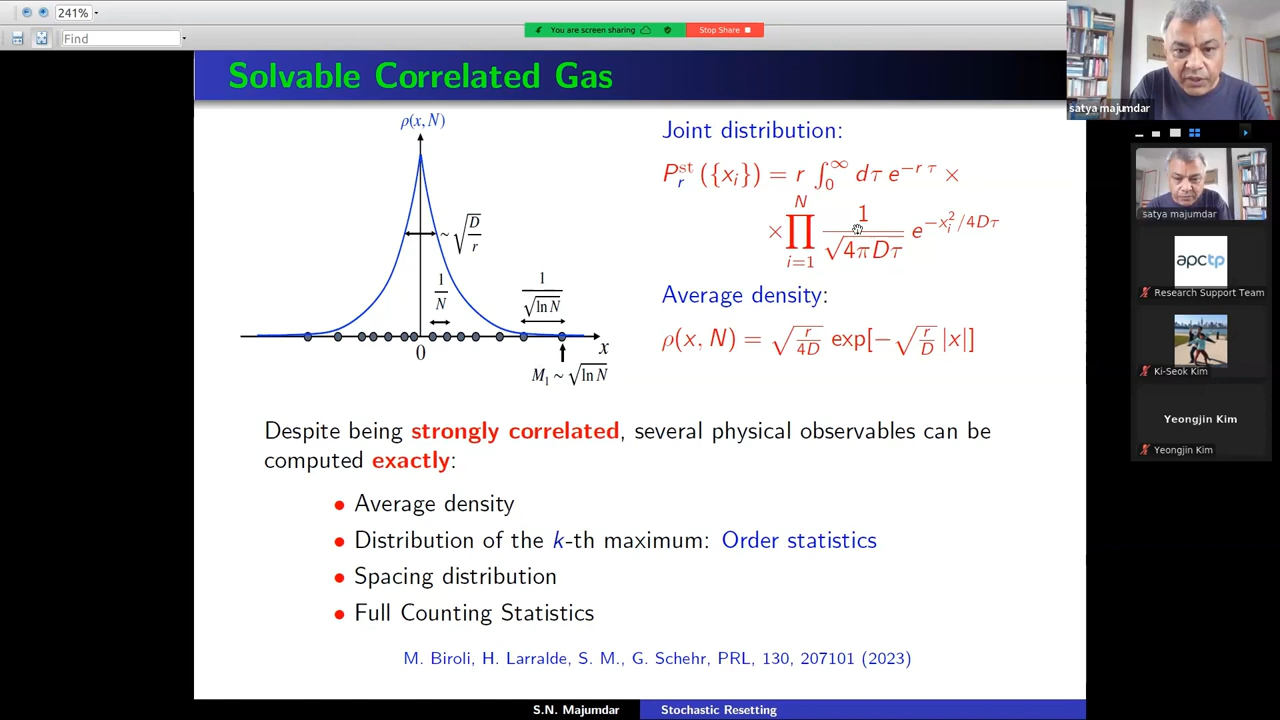 241%
Find
You are screen sharing
Stop Share
satya majumdar
satya majumdar
apctp
Research Support Team
Ki-Seok Kim
Yeongjin Kim
Yeongjin Kim
Solvable Correlated Gas
ρ(x, N)
~ √(D/r)
1/N
1/√(ln N)
0
x
M₁ ~ √(ln N)
Joint distribution:
P_r^st ({x_i}) = r ∫_0^∞ dτ e^{−r τ} ×
× ∏_{i=1}^N 1/√(4πDτ) e^{−x_i^2/4Dτ}
Average density:
ρ(x, N) = √(r/4D) exp[−√(r/D) |x|]
Despite being strongly correlated, several physical observables can be
computed exactly:
• Average density
• Distribution of the k-th maximum: Order statistics
• Spacing distribution
• Full Counting Statistics
M. Biroli, H. Larralde, S. M., G. Schehr, PRL, 130, 207101 (2023)
S.N. Majumdar
Stochastic Resetting